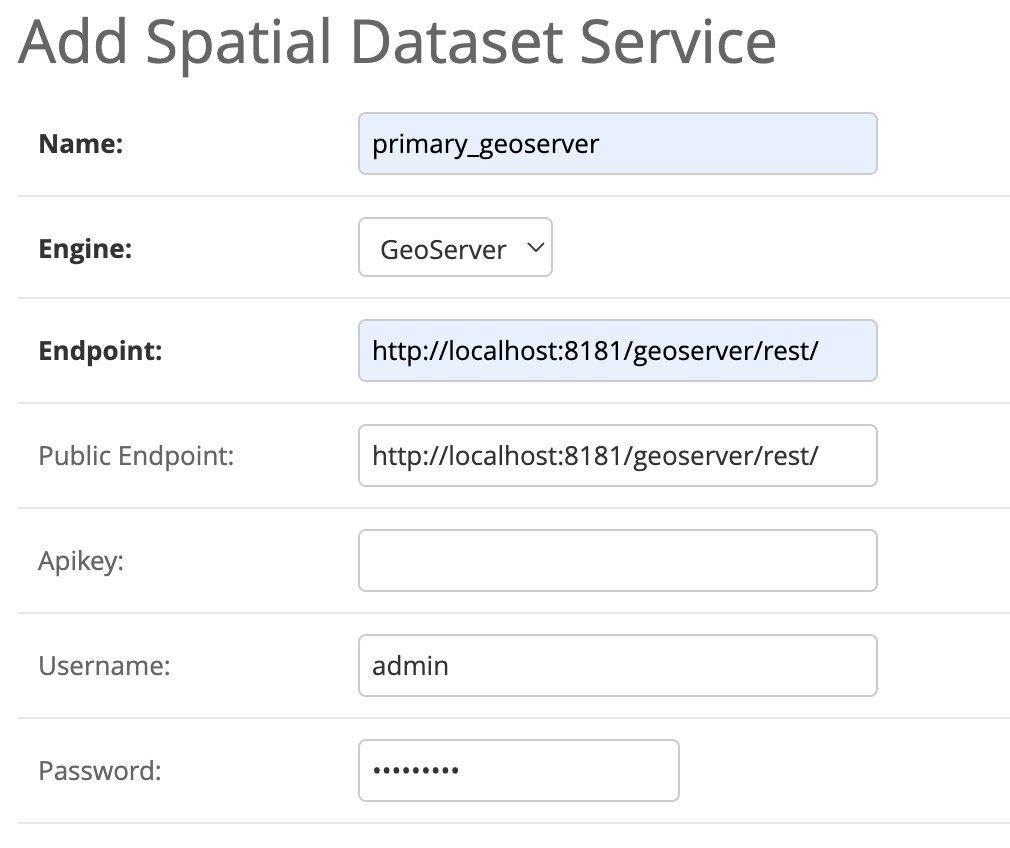 Add Spatial Dataset Service
Name: primary_geoserver
Engine: GeoServer
Endpoint: http://localhost:8181/geoserver/rest/
Public Endpoint: http://localhost:8181/geoserver/rest/
Apikey:
Username: admin
Password: •••••••••